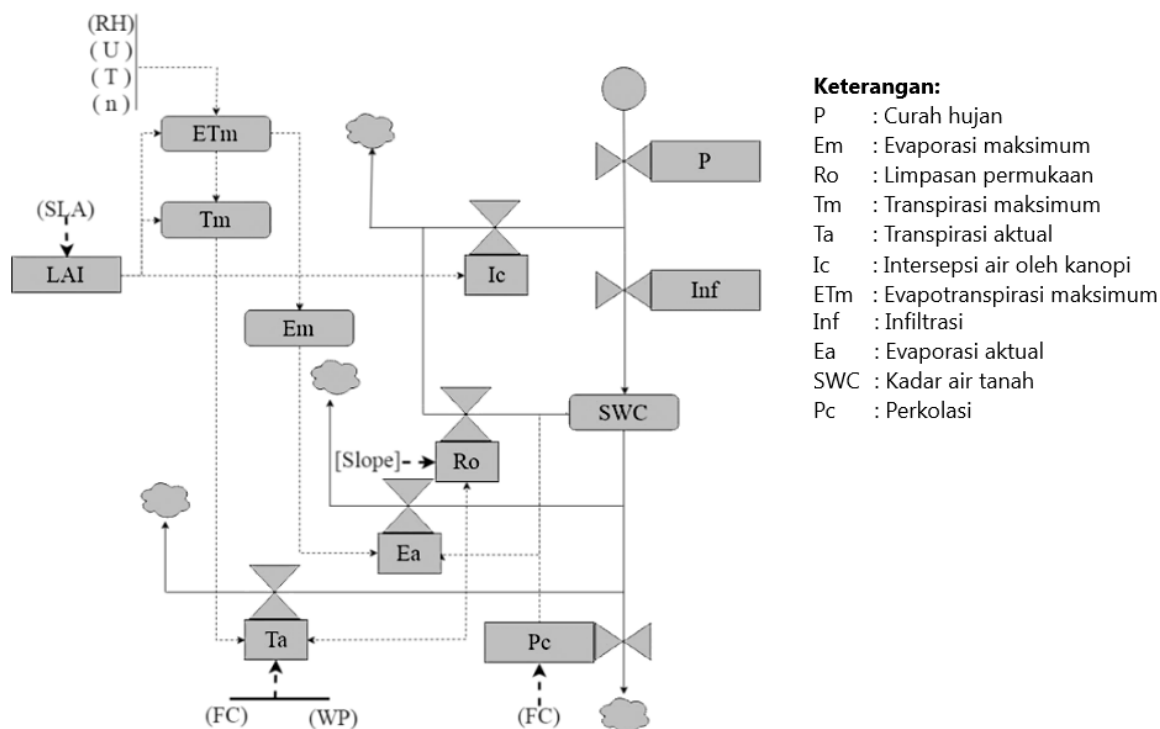 (RH)
( U )
( T )
( n )
ETm
P
(SLA)
Tm
LAI
Ic
Inf
Em
SWC
[Slope]
Ro
Ea
Ta
Pc
(FC)
(WP)
(FC)
Keterangan:
P : Curah hujan
Em : Evaporasi maksimum
Ro : Limpasan permukaan
Tm : Transpirasi maksimum
Ta : Transpirasi aktual
Ic : Intersepsi air oleh kanopi
ETm : Evapotranspirasi maksimum
Inf : Infiltrasi
Ea : Evaporasi aktual
SWC : Kadar air tanah
Pc : Perkolasi